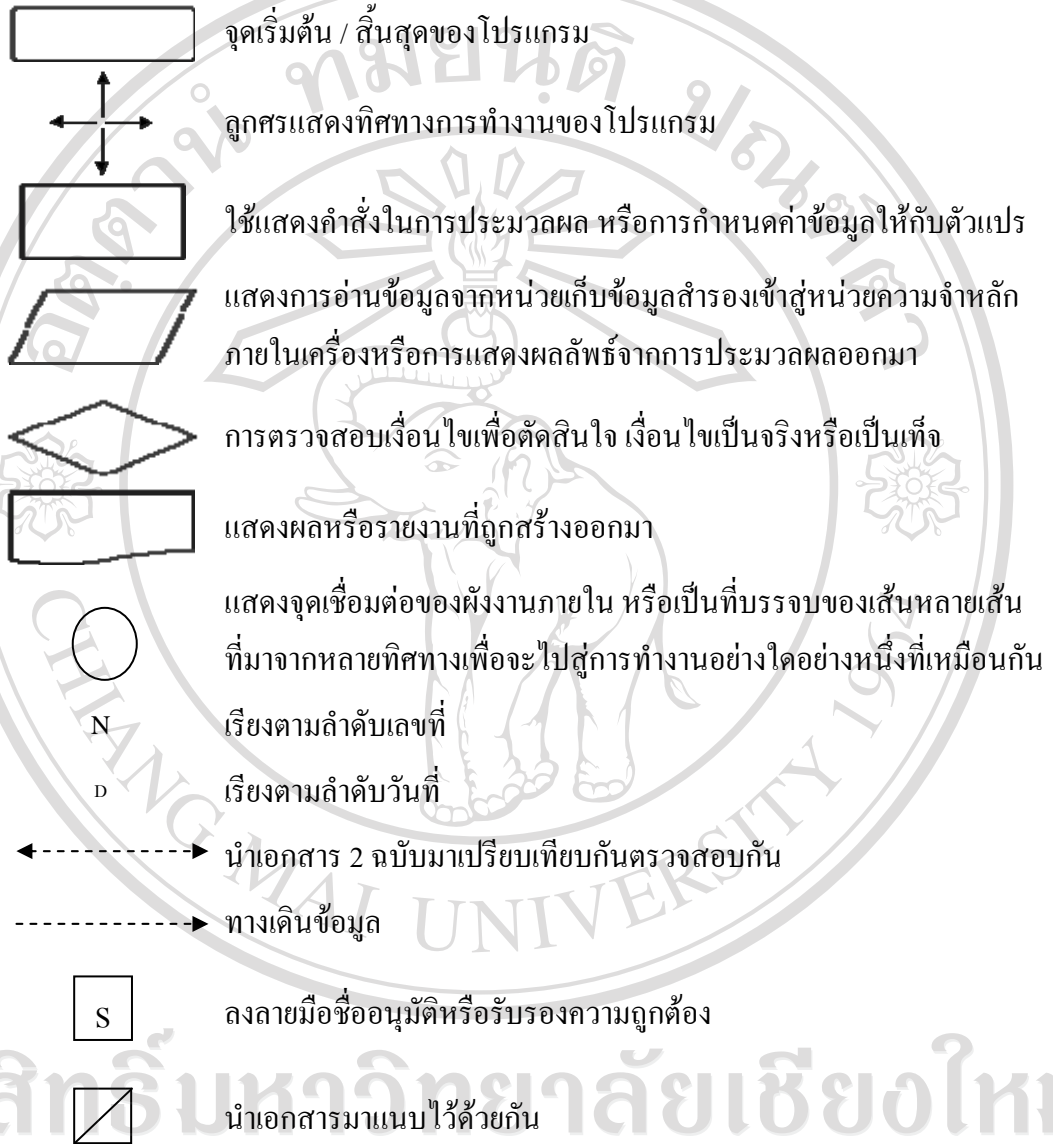 จุดเริ่มต้น / สิ้นสุดของโปรแกรม
ลูกศรแสดงทิศทางการทำงานของโปรแกรม
ใช้แสดงคำสั่งในการประมวลผล หรือการกำหนดค่าข้อมูลให้กับตัวแปร
แสดงการอ่านข้อมูลจากหน่วยเก็บข้อมูลสำรองเข้าสู่หน่วยความจำหลัก
ภายในเครื่องหรือการแสดงผลลัพธ์จากการประมวลผลออกมา
การตรวจสอบเงื่อนไขเพื่อตัดสินใจ เงื่อนไขเป็นจริงหรือเป็นเท็จ
แสดงผลหรือรายงานที่ถูกสร้างออกมา
แสดงจุดเชื่อมต่อของผังงานภายใน หรือเป็นที่บรรจบของเส้นหลายเส้น
ที่มาจากหลายทิศทางเพื่อจะไปสู่การทำงานอย่างใดอย่างหนึ่งที่เหมือนกัน
N เรียงตามลำดับเลขที่
D เรียงตามลำดับวันที่
นำเอกสาร 2 ฉบับมาเปรียบเทียบกันตรวจสอบกัน
ทางเดินข้อมูล
S ลงลายมือชื่ออนุมัติหรือรับรองความถูกต้อง
นำเอกสารมาแนบไว้ด้วยกัน
CHIANG MAI UNIVERSITY 1964
สิทธิ์มหาวิทยาลัยเชียงให